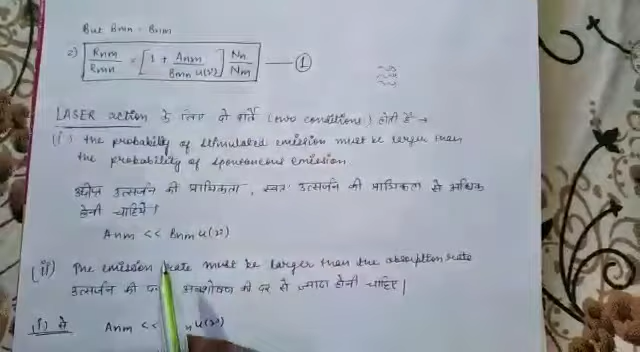 But Bmn = Bnm
=) Rnm/Rmn = [1 + Anm/Bmn u(ν)] Nn/Nm — ①
LASER action के लिए दो शर्तें (two conditions) होती हैं →
(i) the probability of stimulated emission must be larger than
the probability of spontaneous emission.
उद्दीप्त उत्सर्जन की प्रायिकता, स्वतः उत्सर्जन की प्रायिकता से अधिक
होनी चाहिये।
Anm << Bnm u(ν)
(ii) The emission rate must be larger than the absorption rate
उत्सर्जन की अवशोषण की दर से ज्यादा होनी चाहिए।
(i) से Anm << u(ν)